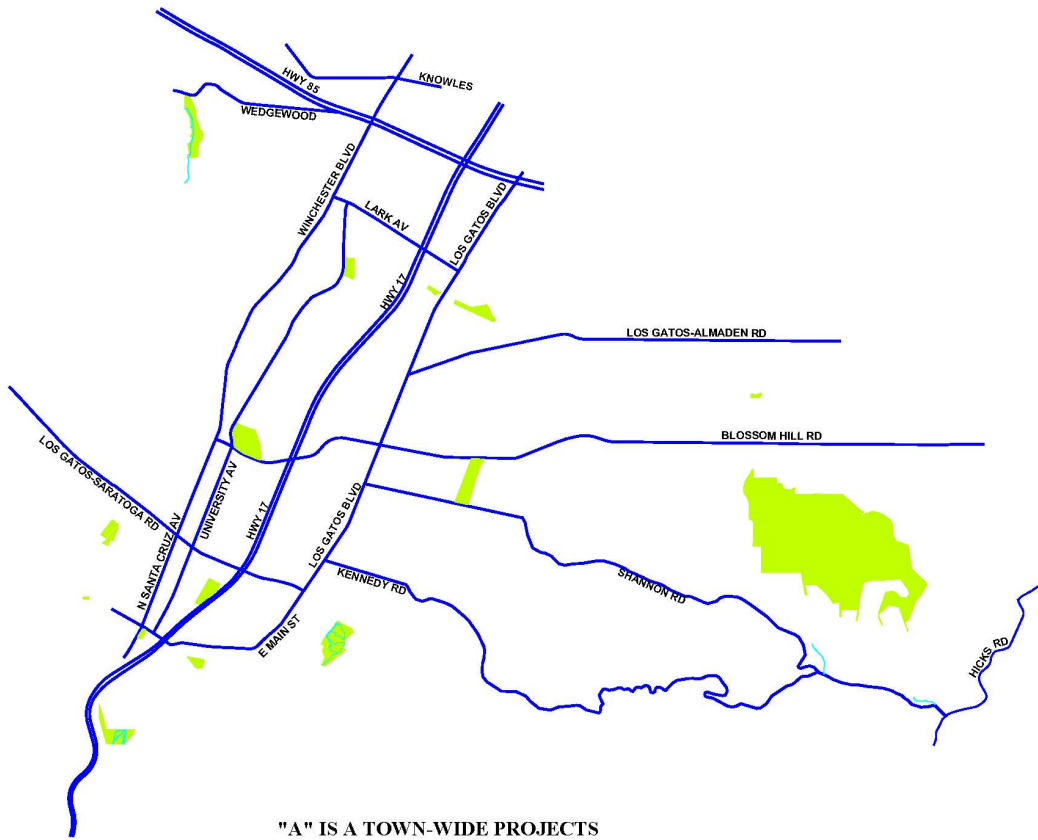 HWY 85
KNOWLES
WEDGEWOOD
WINCHESTER BLVD
LARK AV
LOS GATOS BLVD
HWY 17
LOS GATOS-ALMADEN RD
BLOSSOM HILL RD
LOS GATOS-SARATOGA RD
UNIVERSITY AV
N SANTA CRUZ AV
HWY 17
LOS GATOS BLVD
KENNEDY RD
SHANNON RD
E MAIN ST
HICKS RD
"A" IS A TOWN-WIDE PROJECTS